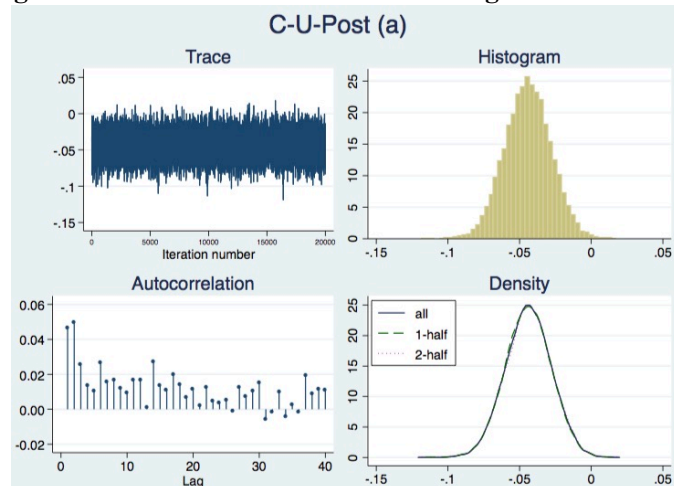 C-U-Post (a)
Trace
.05
0
-.05
-.1
-.15
0 5000 10000 15000 20000
Iteration number
Histogram
25
20
15
10
5
0
-.15 -.1 -.05 0 .05
Autocorrelation
0.06
0.04
0.02
0.00
-0.02
0 10 20 30 40
Lag
Density
all
1-half
2-half
25
20
15
10
5
0
-.15 -.1 -.05 0 .05